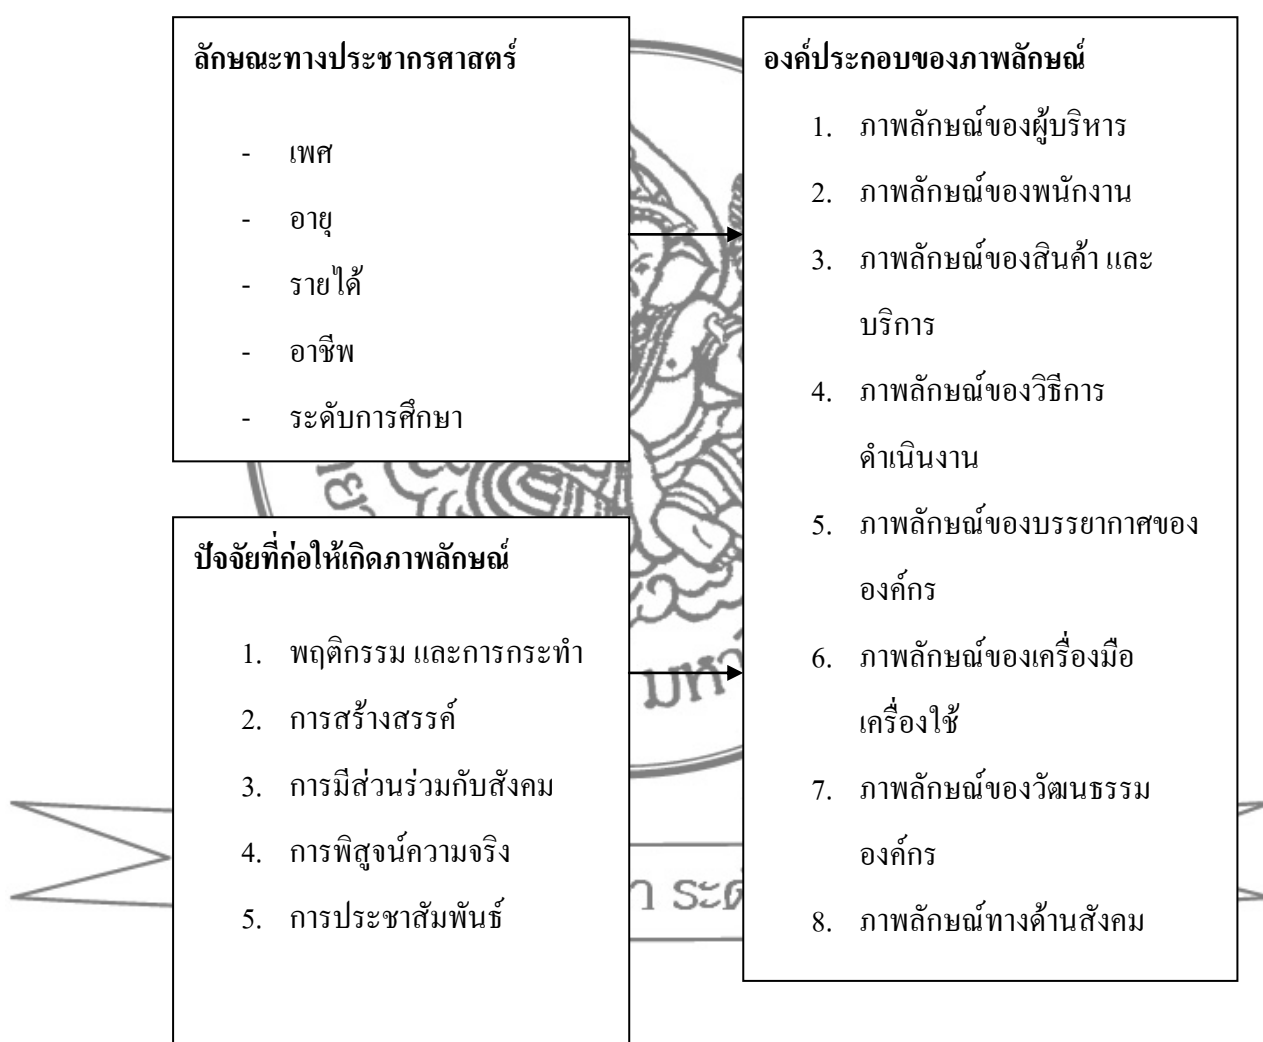 ลักษณะทางประชากรศาสตร์
- เพศ
- อายุ
- รายได้
- อาชีพ
- ระดับการศึกษา
ปัจจัยที่ก่อให้เกิดภาพลักษณ์
1. พฤติกรรม และการกระทำ
2. การสร้างสรรค์
3. การมีส่วนร่วมกับสังคม
4. การพิสูจน์ความจริง
5. การประชาสัมพันธ์
องค์ประกอบของภาพลักษณ์
1. ภาพลักษณ์ของผู้บริหาร
2. ภาพลักษณ์ของพนักงาน
3. ภาพลักษณ์ของสินค้า และ
บริการ
4. ภาพลักษณ์ของวิธีการ
ดำเนินงาน
5. ภาพลักษณ์ของบรรยากาศของ
องค์กร
6. ภาพลักษณ์ของเครื่องมือ
เครื่องใช้
7. ภาพลักษณ์ของวัฒนธรรม
องค์กร
8. ภาพลักษณ์ทางด้านสังคม